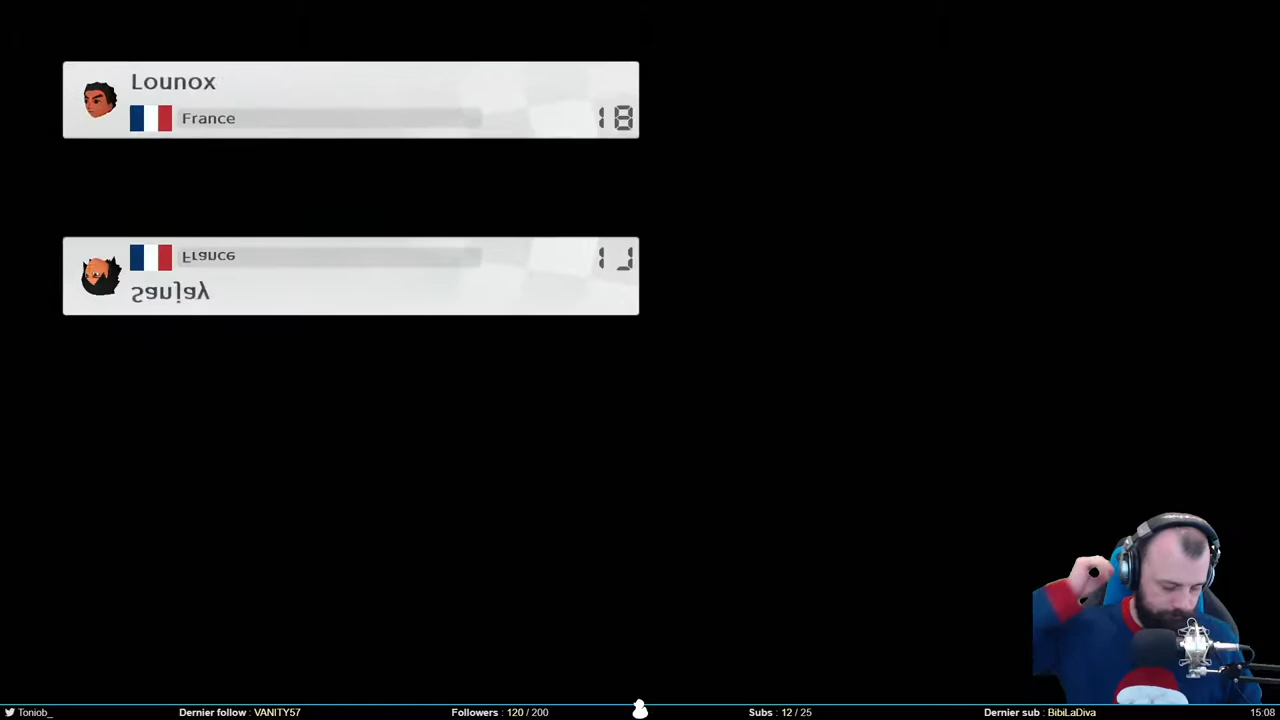 Lounox
France
18
France
Sanjay
Toniob_ Dernier follow : VANITY57 Followers : 120 / 200 Subs : 12 / 25 Dernier sub : BibiLaDiva 15:08